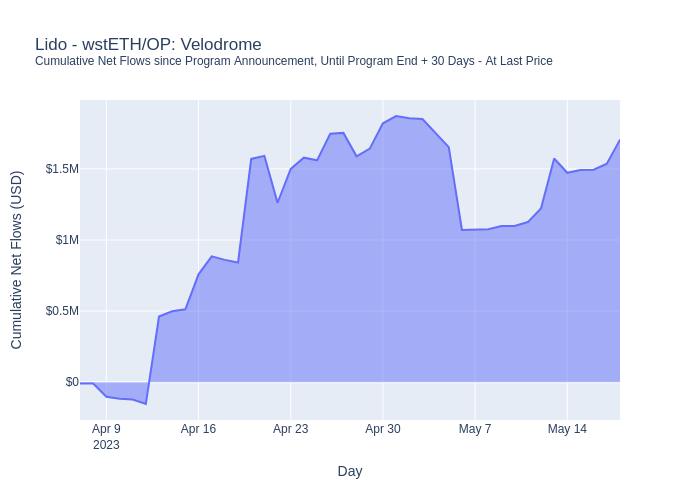 Lido - wstETH/OP: Velodrome
Cumulative Net Flows since Program Announcement, Until Program End + 30 Days - At Last Price
Cumulative Net Flows (USD)
$1.5M
$1M
$0.5M
$0
Apr 9
2023
Apr 16
Apr 23
Apr 30
May 7
May 14
Day